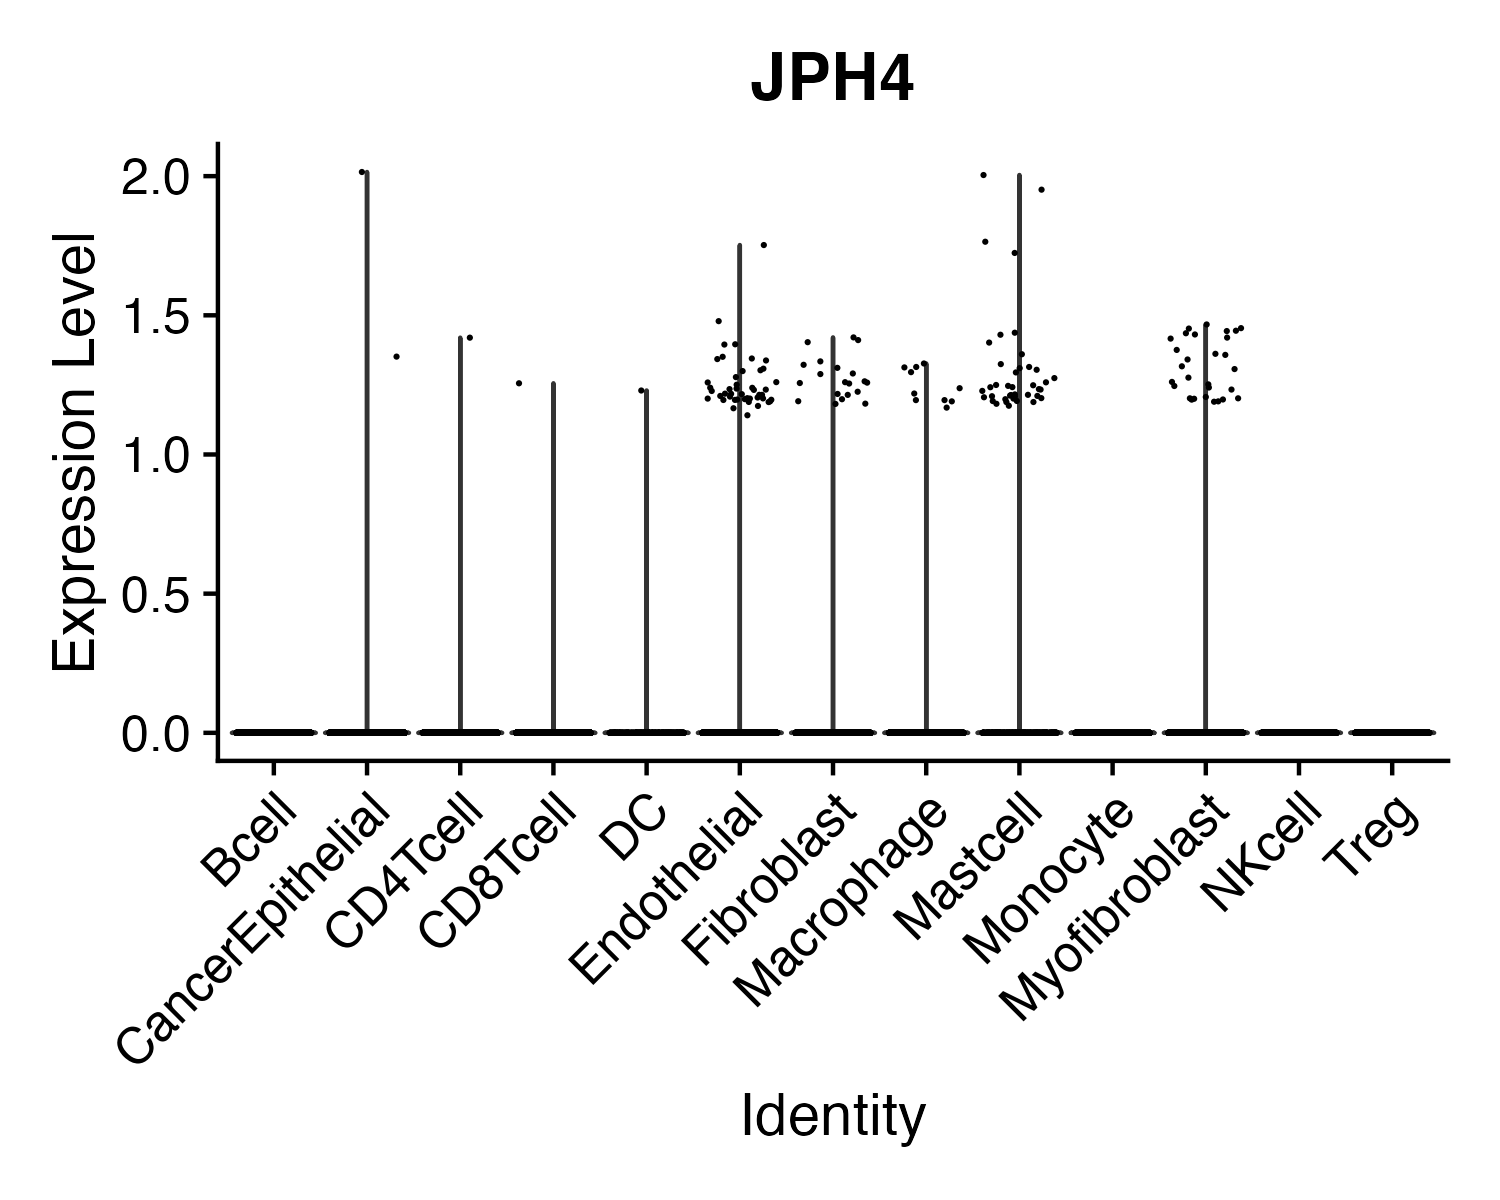 JPH4
Expression Level
2.0
1.5
1.0
0.5
0.0
Bcell
CancerEpithelial
CD4Tcell
CD8Tcell
DC
Endothelial
Fibroblast
Macrophage
Mastcell
Monocyte
Myofibroblast
NKcell
Treg
Identity